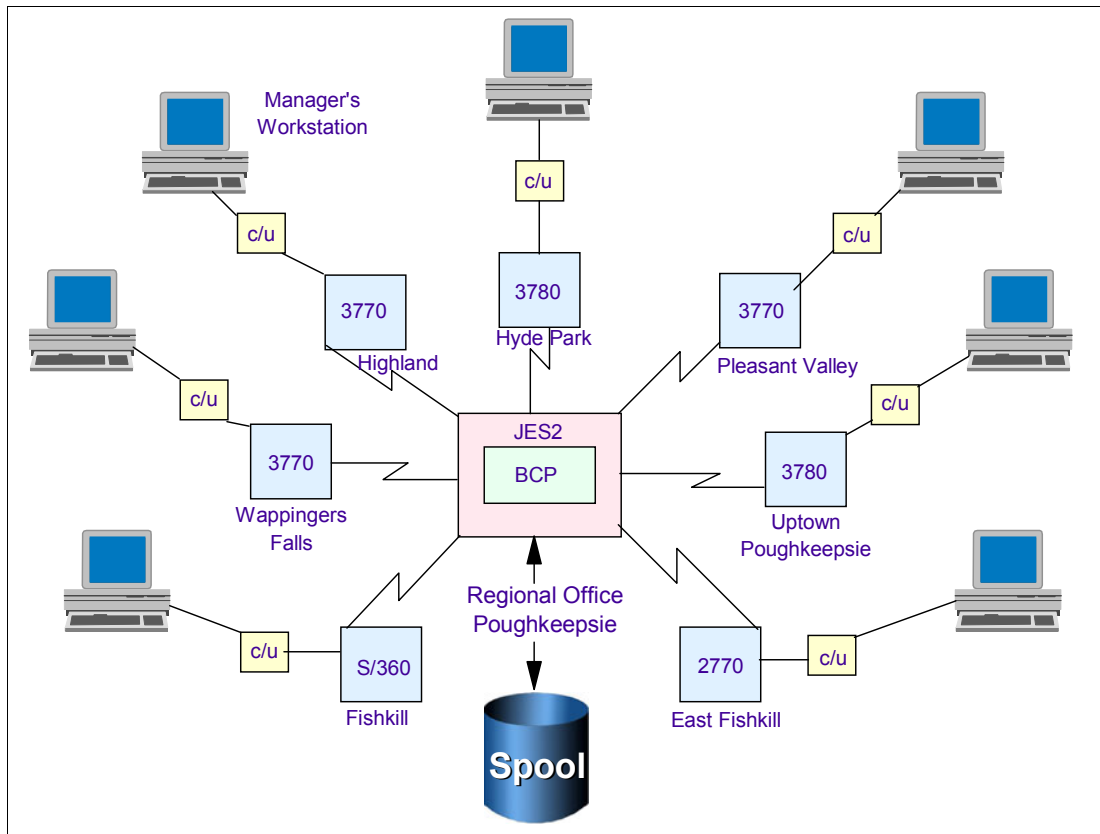 Manager's
Workstation
c/u
c/u
c/u
3770
Highland
3780
Hyde Park
3770
Pleasant Valley
c/u
3770
Wappingers
Falls
JES2
BCP
c/u
3780
Uptown
Poughkeepsie
Regional Office
Poughkeepsie
c/u
S/360
Fishkill
2770
East Fishkill
c/u
Spool